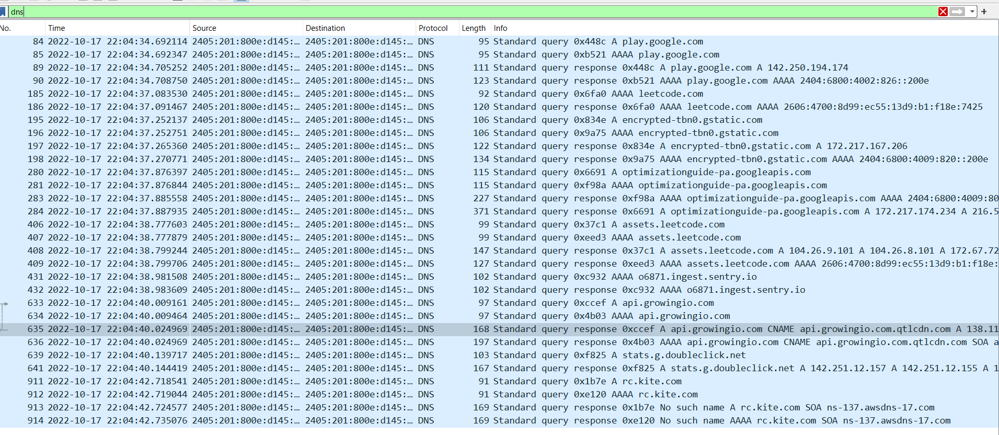 dns
No. Time Source Destination Protocol Length Info
84 2022-10-17 22:04:34.692114 2405:201:800e:d145:… 2405:201:800e:d145:… DNS 95 Standard query 0x448c A play.google.com
85 2022-10-17 22:04:34.692347 2405:201:800e:d145:… 2405:201:800e:d145:… DNS 95 Standard query 0xb521 AAAA play.google.com
89 2022-10-17 22:04:34.705252 2405:201:800e:d145:… 2405:201:800e:d145:… DNS 111 Standard query response 0x448c A play.google.com A 142.250.194.174
90 2022-10-17 22:04:34.708750 2405:201:800e:d145:… 2405:201:800e:d145:… DNS 123 Standard query response 0xb521 AAAA play.google.com AAAA 2404:6800:4002:826::200e
185 2022-10-17 22:04:37.083530 2405:201:800e:d145:… 2405:201:800e:d145:… DNS 92 Standard query 0x6fa0 AAAA leetcode.com
186 2022-10-17 22:04:37.091467 2405:201:800e:d145:… 2405:201:800e:d145:… DNS 120 Standard query response 0x6fa0 AAAA leetcode.com AAAA 2606:4700:8d99:ec55:13d9:b1:f18e:7425
195 2022-10-17 22:04:37.252137 2405:201:800e:d145:… 2405:201:800e:d145:… DNS 106 Standard query 0x834e A encrypted-tbn0.gstatic.com
196 2022-10-17 22:04:37.252751 2405:201:800e:d145:… 2405:201:800e:d145:… DNS 106 Standard query 0x9a75 AAAA encrypted-tbn0.gstatic.com
197 2022-10-17 22:04:37.265360 2405:201:800e:d145:… 2405:201:800e:d145:… DNS 122 Standard query response 0x834e A encrypted-tbn0.gstatic.com A 172.217.167.206
198 2022-10-17 22:04:37.270771 2405:201:800e:d145:… 2405:201:800e:d145:… DNS 134 Standard query response 0x9a75 AAAA encrypted-tbn0.gstatic.com AAAA 2404:6800:4009:820::200e
280 2022-10-17 22:04:37.876397 2405:201:800e:d145:… 2405:201:800e:d145:… DNS 115 Standard query 0x6691 A optimizationguide-pa.googleapis.com
281 2022-10-17 22:04:37.876844 2405:201:800e:d145:… 2405:201:800e:d145:… DNS 115 Standard query 0xf98a AAAA optimizationguide-pa.googleapis.com
283 2022-10-17 22:04:37.885558 2405:201:800e:d145:… 2405:201:800e:d145:… DNS 227 Standard query response 0xf98a AAAA optimizationguide-pa.googleapis.com AAAA 2404:6800:4009:80
284 2022-10-17 22:04:37.887935 2405:201:800e:d145:… 2405:201:800e:d145:… DNS 371 Standard query response 0x6691 A optimizationguide-pa.googleapis.com A 172.217.174.234 A 216.5
406 2022-10-17 22:04:38.777603 2405:201:800e:d145:… 2405:201:800e:d145:… DNS 99 Standard query 0x37c1 A assets.leetcode.com
407 2022-10-17 22:04:38.777879 2405:201:800e:d145:… 2405:201:800e:d145:… DNS 99 Standard query 0xeed3 AAAA assets.leetcode.com
408 2022-10-17 22:04:38.799244 2405:201:800e:d145:… 2405:201:800e:d145:… DNS 147 Standard query response 0x37c1 A assets.leetcode.com A 104.26.9.101 A 104.26.8.101 A 172.67.72
409 2022-10-17 22:04:38.799706 2405:201:800e:d145:… 2405:201:800e:d145:… DNS 127 Standard query response 0xeed3 AAAA assets.leetcode.com AAAA 2606:4700:8d99:ec55:13d9:b1:f18e:
431 2022-10-17 22:04:38.981508 2405:201:800e:d145:… 2405:201:800e:d145:… DNS 102 Standard query 0xc932 AAAA o6871.ingest.sentry.io
432 2022-10-17 22:04:38.983609 2405:201:800e:d145:… 2405:201:800e:d145:… DNS 102 Standard query response 0xc932 AAAA o6871.ingest.sentry.io
633 2022-10-17 22:04:40.009161 2405:201:800e:d145:… 2405:201:800e:d145:… DNS 97 Standard query 0xccef A api.growingio.com
634 2022-10-17 22:04:40.009464 2405:201:800e:d145:… 2405:201:800e:d145:… DNS 97 Standard query 0x4b03 AAAA api.growingio.com
635 2022-10-17 22:04:40.024969 2405:201:800e:d145:… 2405:201:800e:d145:… DNS 168 Standard query response 0xccef A api.growingio.com CNAME api.growingio.com.qtlcdn.com A 138.11
636 2022-10-17 22:04:40.024969 2405:201:800e:d145:… 2405:201:800e:d145:… DNS 197 Standard query response 0x4b03 AAAA api.growingio.com CNAME api.growingio.com.qtlcdn.com SOA a
639 2022-10-17 22:04:40.139717 2405:201:800e:d145:… 2405:201:800e:d145:… DNS 103 Standard query 0xf825 A stats.g.doubleclick.net
641 2022-10-17 22:04:40.144419 2405:201:800e:d145:… 2405:201:800e:d145:… DNS 167 Standard query response 0xf825 A stats.g.doubleclick.net A 142.251.12.157 A 142.251.12.155 A 1
911 2022-10-17 22:04:42.718541 2405:201:800e:d145:… 2405:201:800e:d145:… DNS 91 Standard query 0x1b7e A rc.kite.com
912 2022-10-17 22:04:42.719044 2405:201:800e:d145:… 2405:201:800e:d145:… DNS 91 Standard query 0xe120 AAAA rc.kite.com
913 2022-10-17 22:04:42.724577 2405:201:800e:d145:… 2405:201:800e:d145:… DNS 169 Standard query response 0x1b7e No such name A rc.kite.com SOA ns-137.awsdns-17.com
914 2022-10-17 22:04:42.735076 2405:201:800e:d145:… 2405:201:800e:d145:… DNS 169 Standard query response 0xe120 No such name AAAA rc.kite.com SOA ns-137.awsdns-17.com